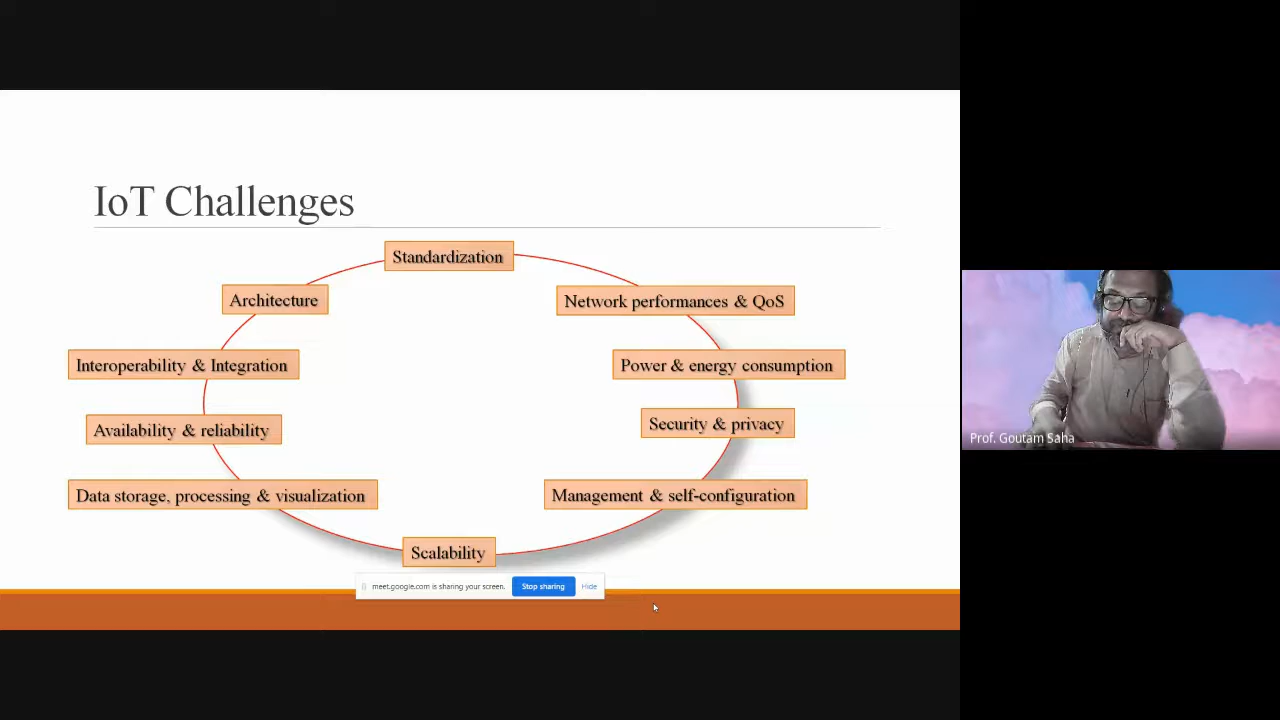 IoT Challenges
Standardization
Architecture
Network performances & QoS
Interoperability & Integration
Power & energy consumption
Availability & reliability
Security & privacy
Data storage, processing & visualization
Management & self-configuration
Scalability
meet.google.com is sharing your screen. Stop sharing Hide
Prof. Goutam Saha